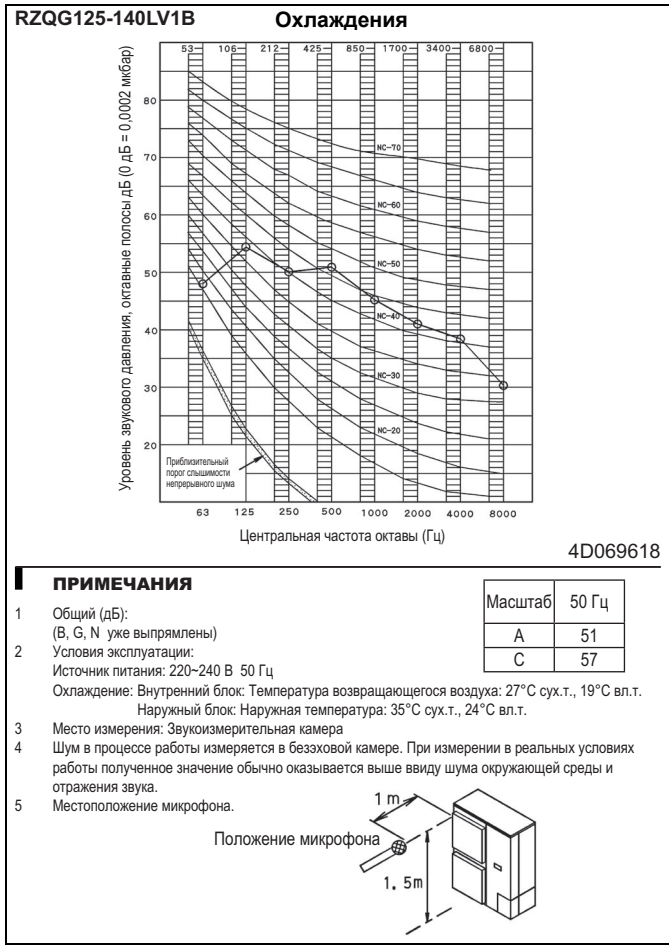 RZQG125-140LV1B
Охлаждения
53 106 212 425 850 1700 3400 6800
Уровень звукового давления, октавные полосы дБ (0 дБ = 0,0002 мкбар)
80
70
60
50
40
30
20
NC-70
NC-60
NC-50
NC-40
NC-30
NC-20
Приблизительный
порог слышимости
непрерывного шума
63 125 250 500 1000 2000 4000 8000
Центральная частота октавы (Гц)
4D069618
ПРИМЕЧАНИЯ
Масштаб 50 Гц
A 51
C 57
1 Общий (дБ):
(B, G, N уже выпрямлены)
2 Условия эксплуатации:
Источник питания: 220~240 В 50 Гц
Охлаждение: Внутренний блок: Температура возвращающегося воздуха: 27°C сух.т., 19°C вл.т.
Наружный блок: Наружная температура: 35°C сух.т., 24°C вл.т.
3 Место измерения: Звукоизмерительная камера
4 Шум в процессе работы измеряется в безэховой камере. При измерении в реальных условиях
работы полученное значение обычно оказывается выше ввиду шума окружающей среды и
отражения звука.
5 Местоположение микрофона.
1 m
Положение микрофона
1. 5m